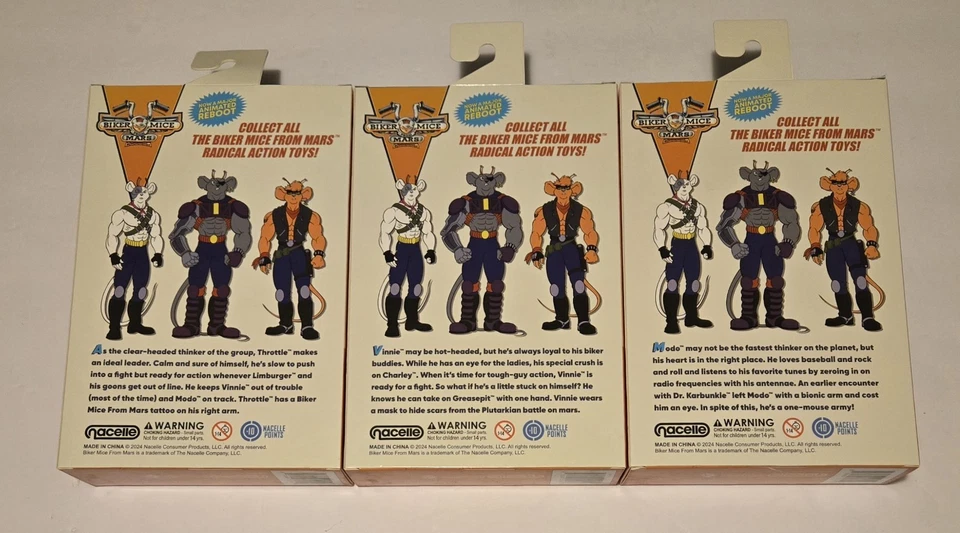 BIKER MICE
FROM
MARS
NOW A MAJOR
ANIMATED
REBOOT
COLLECT ALL
THE BIKER MICE FROM MARS™
RADICAL ACTION TOYS!
As the clear-headed thinker of the group, Throttle™ makes
an ideal leader. Calm and sure of himself, he's slow to push
into a fight but ready for action whenever Limburger™ and
his goons get out of line. He keeps Vinnie™ out of trouble
(most of the time) and Modo™ on track. Throttle™ has a Biker
Mice From Mars tattoo on his right arm.
nacelle
WARNING
CHOKING HAZARD - Small parts.
Not for children under 14 yrs.
10
NACELLE
POINTS
MADE IN CHINA © 2024 Nacelle Consumer Products, LLC. All rights reserved.
Biker Mice From Mars is a trademark of The Nacelle Company, LLC.
BIKER MICE
FROM
MARS
NOW A MAJOR
ANIMATED
REBOOT
COLLECT ALL
THE BIKER MICE FROM MARS™
RADICAL ACTION TOYS!
Vinnie™ may be hot-headed, but he's always loyal to his biker
buddies. While he has an eye for the ladies, his special crush is
on Charley™. When it's time for tough-guy action, Vinnie™ is
ready for a fight. So what if he's a little stuck on himself? He
knows he can take on Greasepit™ with one hand. Vinnie wears
a mask to hide scars from the Plutarkian battle on mars.
nacelle
WARNING
CHOKING HAZARD - Small parts.
Not for children under 14 yrs.
10
NACELLE
POINTS
MADE IN CHINA © 2024 Nacelle Consumer Products, LLC. All rights reserved.
Biker Mice From Mars is a trademark of The Nacelle Company, LLC.
BIKER MICE
FROM
MARS
NOW A MAJOR
ANIMATED
REBOOT
COLLECT ALL
THE BIKER MICE FROM MARS™
RADICAL ACTION TOYS!
Modo™ may not be the fastest thinker on the planet, but
his heart is in the right place. He loves baseball and rock
and roll and listens to his favorite tunes by zeroing in on
radio frequencies with his antennae. An earlier encounter
with Dr. Karbunkle™ left Modo™ with a bionic arm and cost
him an eye. In spite of this, he's a one-mouse army!
nacelle
WARNING
CHOKING HAZARD - Small parts.
Not for children under 14 yrs.
10
NACELLE
POINTS
MADE IN CHINA © 2024 Nacelle Consumer Products, LLC. All rights reserved.
Biker Mice From Mars is a trademark of The Nacelle Company, LLC.